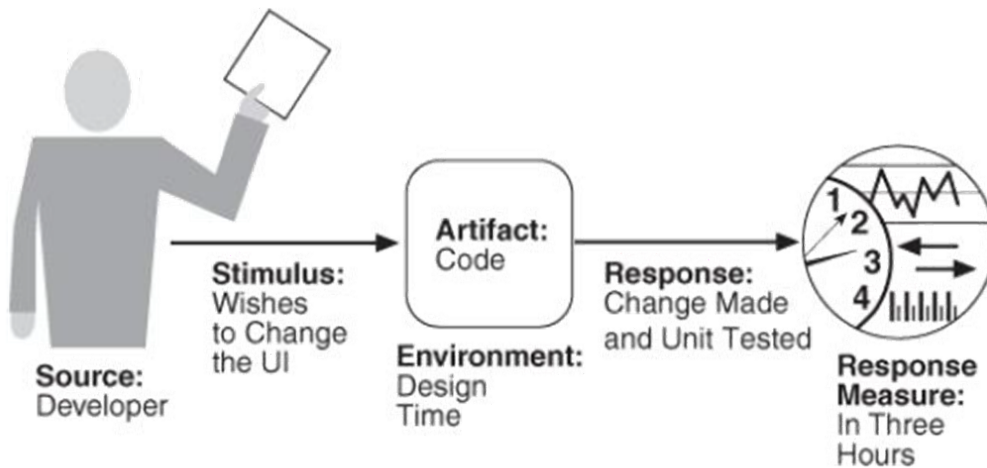 Source:
Developer
Stimulus:
Wishes
to Change
the UI
Artifact:
Code
Environment:
Design
Time
Response:
Change Made
and Unit Tested
1
2
3
4
Response
Measure:
In Three
Hours